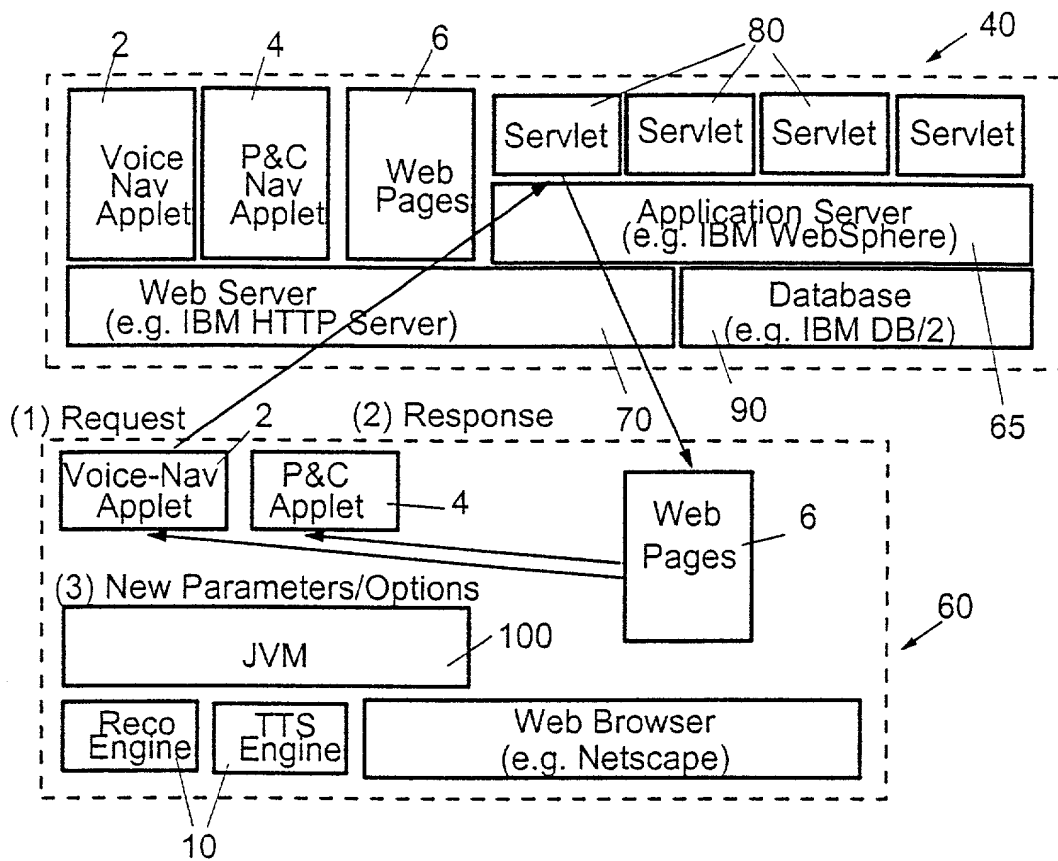 2
4
6
80
40
Voice
Nav
Applet
P&C
Nav
Applet
Web
Pages
Servlet
Servlet
Servlet
Servlet
Application Server
(e.g. IBM WebSphere)
Web Server
(e.g. IBM HTTP Server)
Database
(e.g. IBM DB/2)
(1) Request
2
(2) Response
70
90
65
Voice-Nav
Applet
P&C
Applet
4
Web
Pages
6
(3) New Parameters/Options
60
JVM
100
Reco
Engine
TTS
Engine
Web Browser
(e.g. Netscape)
10